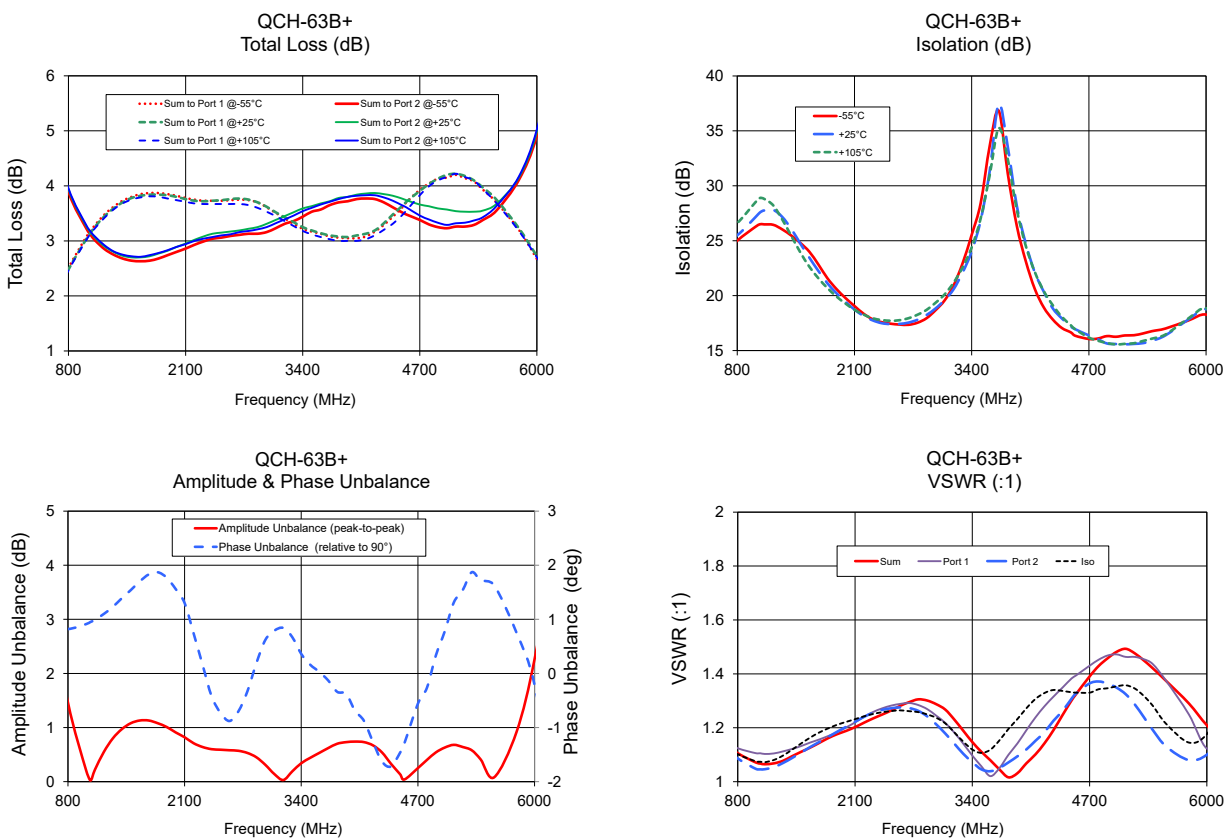 QCH-63B+
Total Loss (dB)
6
5
4
3
2
1
Total Loss (dB)
Sum to Port 1 @-55°C
Sum to Port 2 @-55°C
Sum to Port 1 @+25°C
Sum to Port 2 @+25°C
Sum to Port 1 @+105°C
Sum to Port 2 @+105°C
800 2100 3400 4700 6000
Frequency (MHz)
QCH-63B+
Isolation (dB)
40
35
30
25
20
15
Isolation (dB)
-55°C
+25°C
+105°C
800 2100 3400 4700 6000
Frequency (MHz)
QCH-63B+
Amplitude & Phase Unbalance
5
4
3
2
1
0
Amplitude Unbalance (dB)
Amplitude Unbalance (peak-to-peak)
Phase Unbalance (relative to 90°)
3
2
1
0
-1
-2
Phase Unbalance (deg)
800 2100 3400 4700 6000
Frequency (MHz)
QCH-63B+
VSWR (:1)
2
1.8
1.6
1.4
1.2
1
VSWR (:1)
Sum Port 1 Port 2 Iso
800 2100 3400 4700 6000
Frequency (MHz)